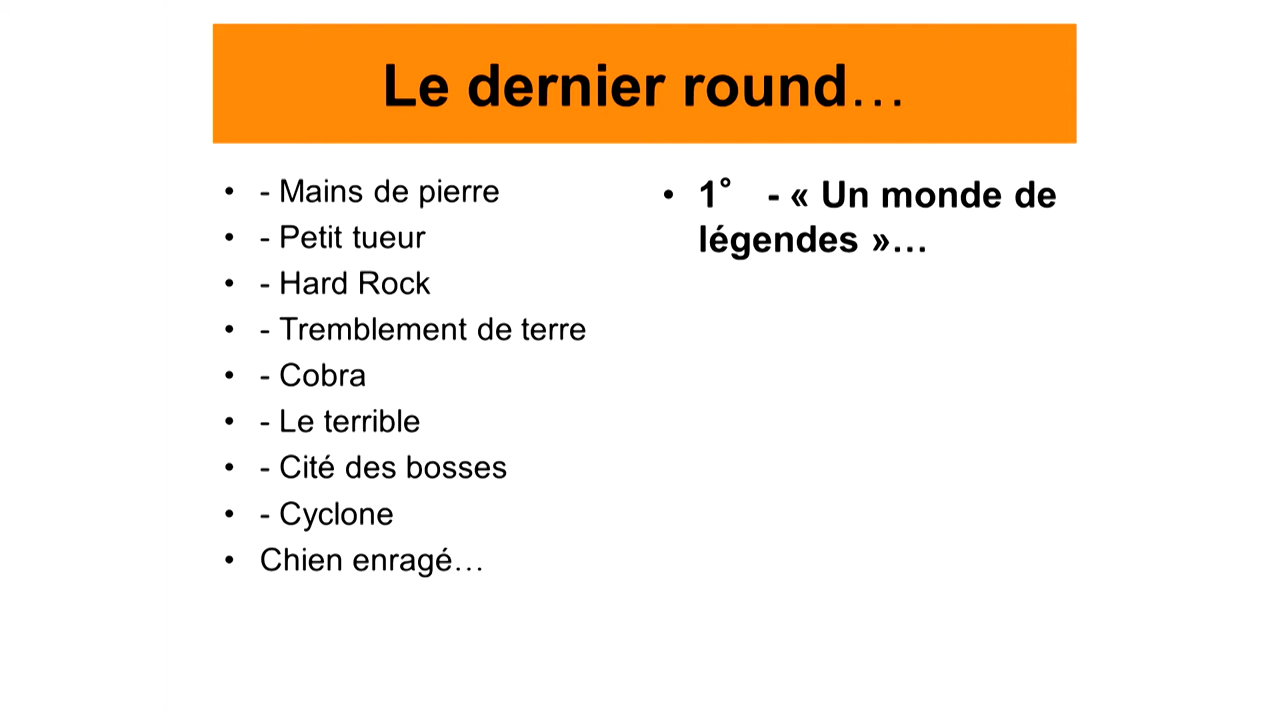 Le dernier round…
• - Mains de pierre
• - Petit tueur
• - Hard Rock
• - Tremblement de terre
• - Cobra
• - Le terrible
• - Cité des bosses
• - Cyclone
• Chien enragé…
• 1° - « Un monde de
légendes »…